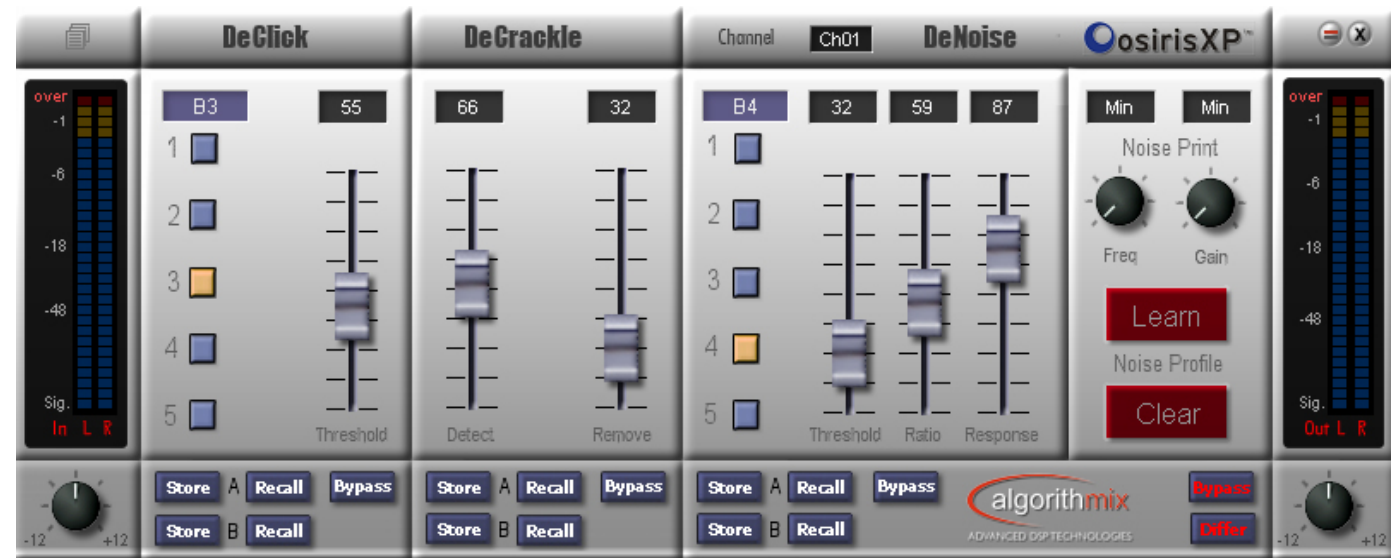 DeClick DeCrackle Channel Ch01 DeNoise OosirisXP™ X
over B3 55 66 32 B4 32 59 87 Min Min over
-1 -1
1 1 Noise Print
-6 -6
2 2
-18 Freq Gain -18
3 3
-48 Learn -48
4 4 Noise Profile
Sig. 5 5 Clear Sig.
In L R Threshold Detect Remove Threshold Ratio Response Out L R
Store A Recall Bypass Store A Recall Bypass Store A Recall Bypass algorithmix Bypass
Store B Recall Store B Recall Store B Recall ADVANCED DSP TECHNOLOGIES Differ
-12 +12 -12 +12